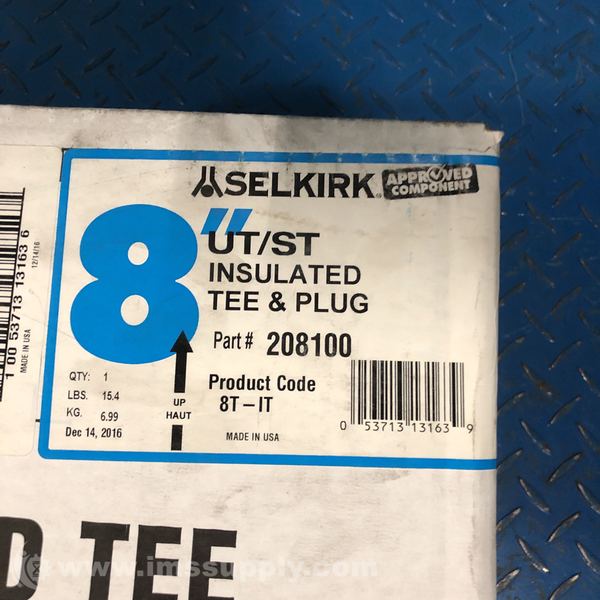 SELKIRK
APPROVED
COMPONENT
8"
UT/ST
INSULATED
TEE & PLUG
Part # 208100
Product Code
8T-IT
QTY: 1
LBS. 15.4
KG. 6.99
Dec 14, 2016
UP
HAUT
MADE IN USA
0 53713 13163 9
1 00 53713 13163 6
12/14/16
MADE IN USA
D TEE
www.imssupply.com